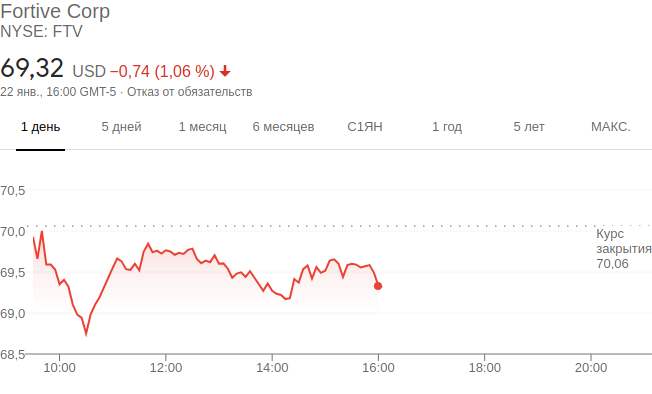 Fortive Corp
NYSE: FTV
69,32 USD −0,74 (1,06 %)
22 янв., 16:00 GMT-5 · Отказ от обязательств
1 день 5 дней 1 месяц 6 месяцев С1ЯН 1 год 5 лет МАКС.
70,5
70,0
69,5
69,0
68,5
Курс
закрытия
70,06
10:00 12:00 14:00 16:00 18:00 20:00